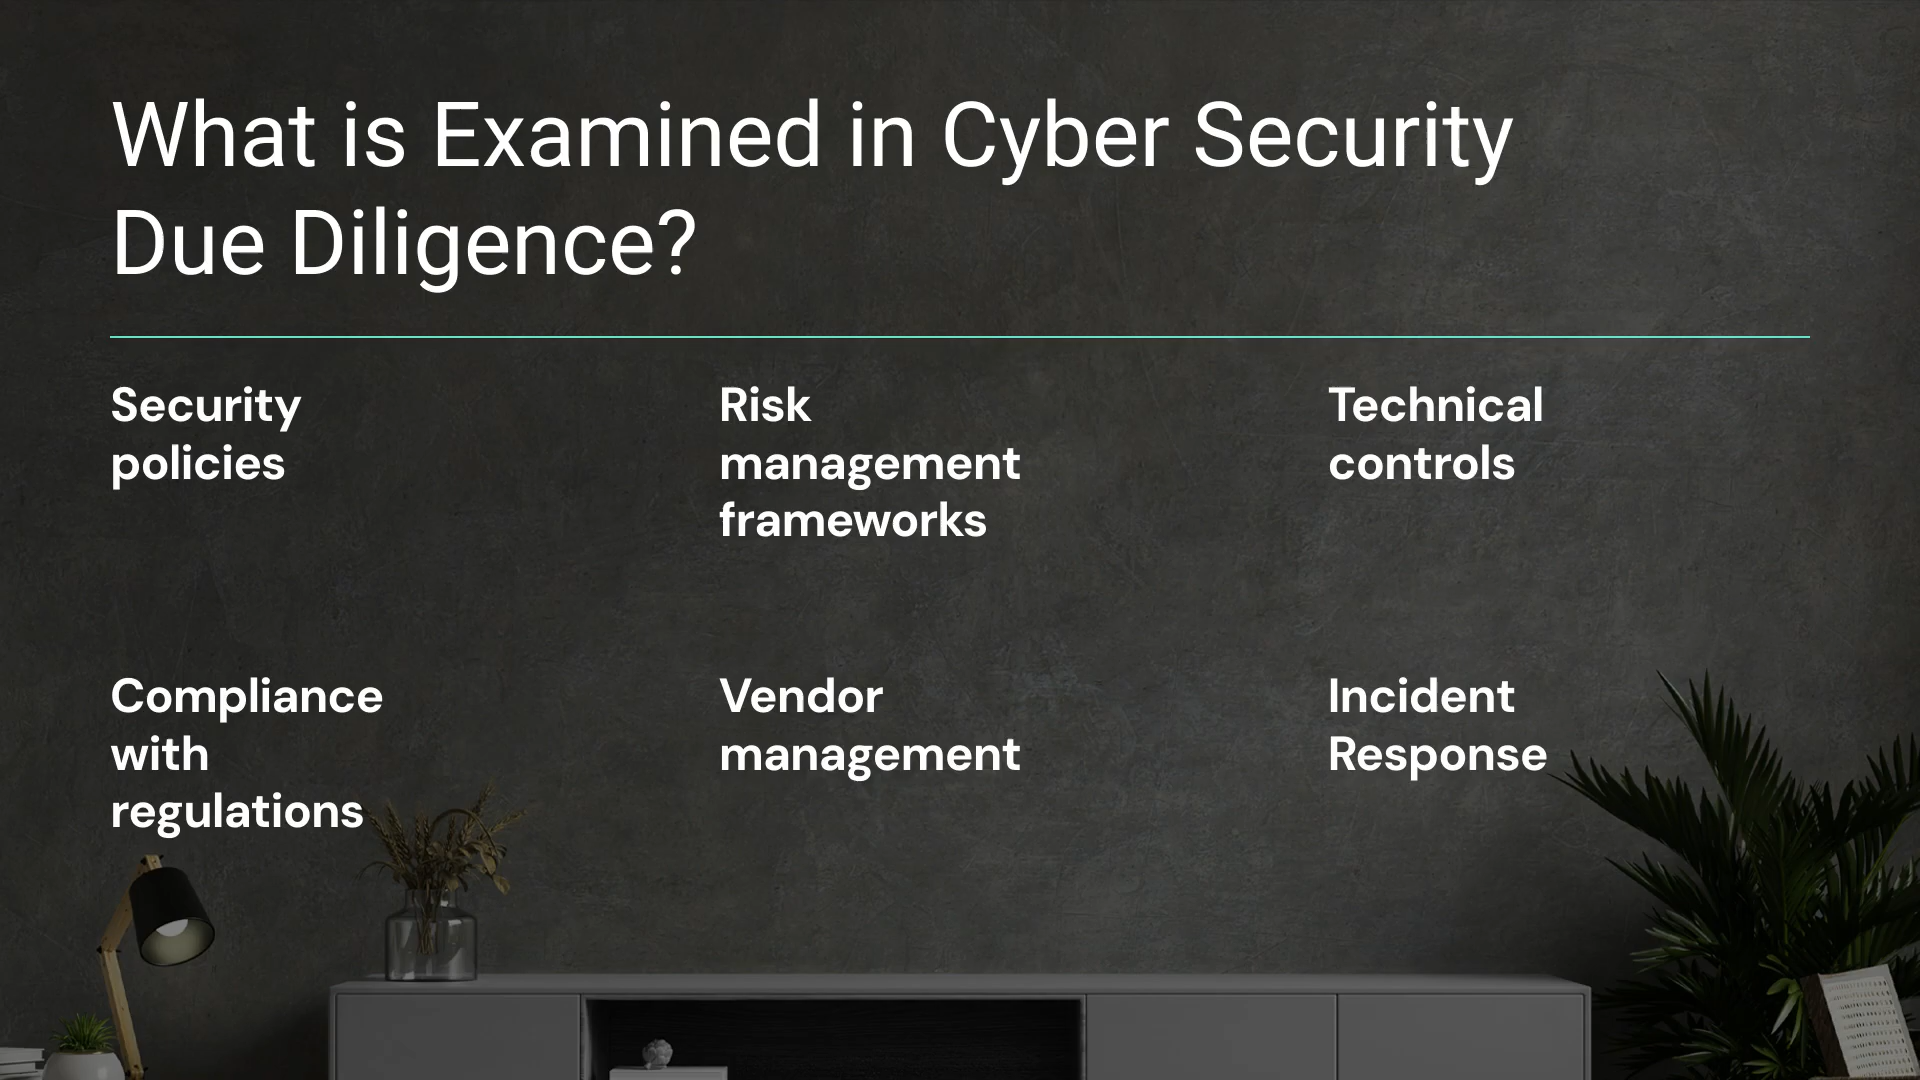 What is Examined in Cyber Security
Due Diligence?
Security
policies
Risk
management
frameworks
Technical
controls
Compliance
with
regulations
Vendor
management
Incident
Response